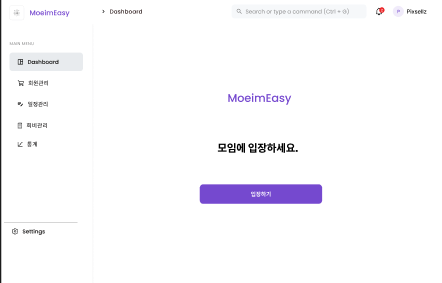 MoeimEasy
Dashboard
Search or type a command (Ctrl + G)
Pixsellz
MAIN MENU
Dashboard
회원관리
일정관리
회비관리
통계
Settings
MoeimEasy
모임에 입장하세요.
입장하기